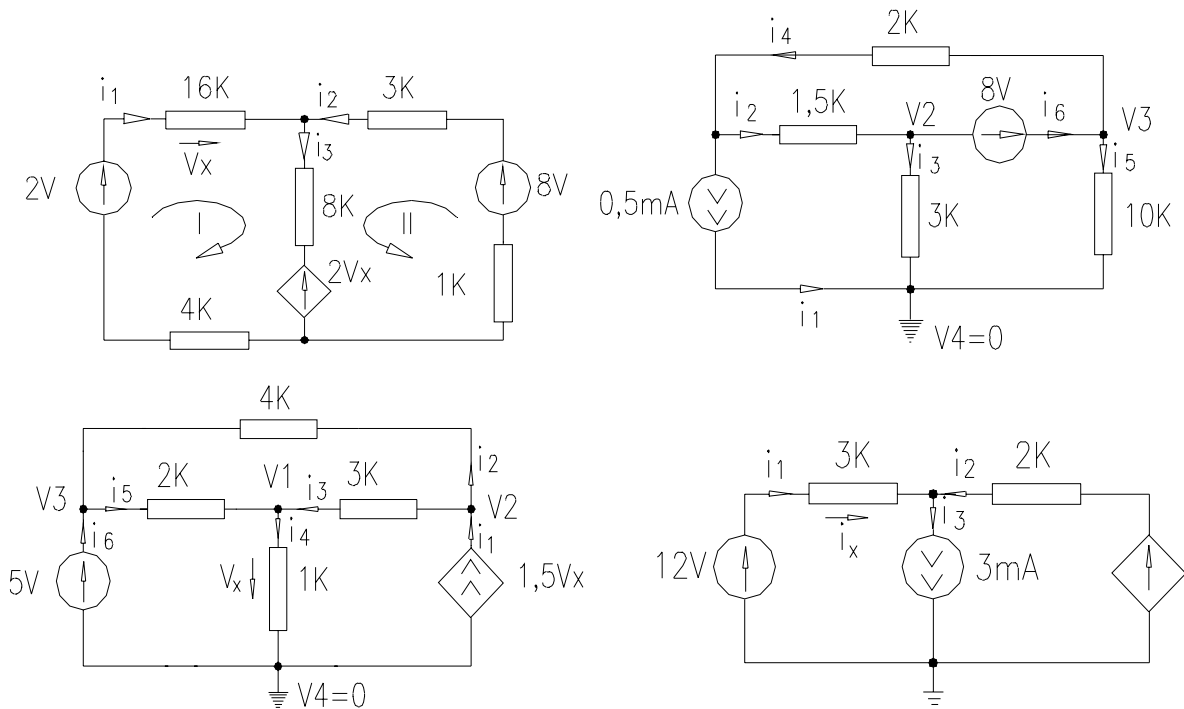 i1 16K i2 3K
Vx i3
2V I 8K II 8V
2Vx 1K
4K
i4 2K
i2 1,5K V2 8V i6 V3
i3 i5
0,5mA 3K 10K
i1 V4=0
4K
V3 i5 2K V1 i3 3K i2 V2
i6 i4 i1
5V Vx 1K 1,5Vx
V4=0
i1 3K i2 2K
ix i3
12V 3mA